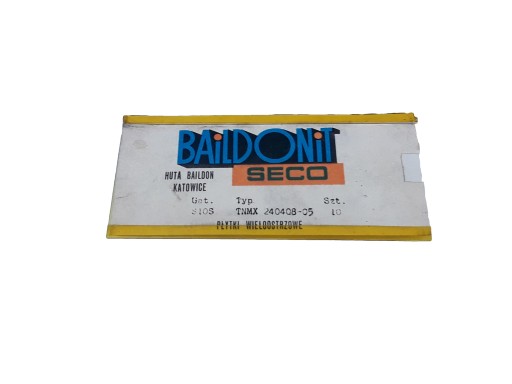 BAiLDONiT
SECO
HUTA BAILDON
KATOWICE
Gat. Typ Szt.
S10S TNMX 240408-05 10
PŁYTKI WIELOOSTRZOWE